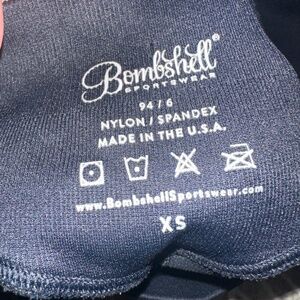 Bombshell®
SPORTSWEAR
94 / 6
NYLON / SPANDEX
MADE IN THE U.S.A.
www.BombshellSportswear.com
XS